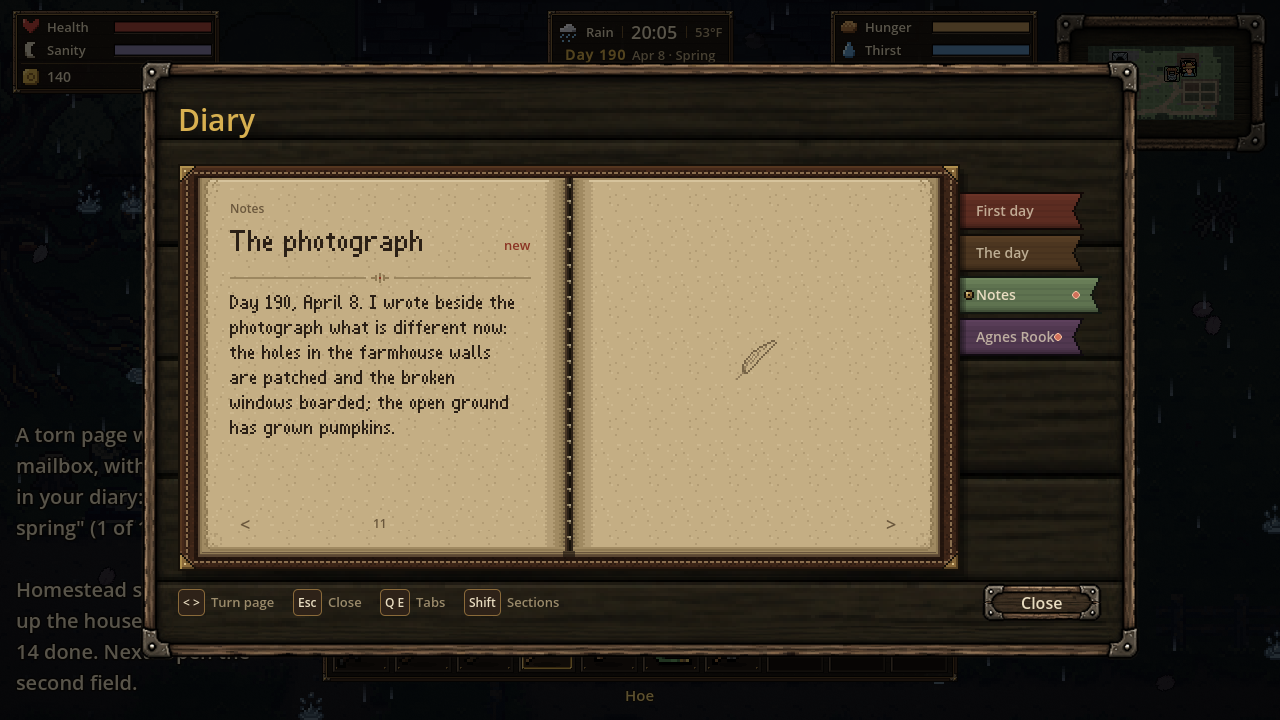 Health
Sanity
140
Rain 20:05 53°F
Day 190 Apr 8 · Spring
Hunger
Thirst
Diary
Notes
The photograph
new
Day 190, April 8. I wrote beside the
photograph what is different now:
the holes in the farmhouse walls
are patched and the broken
windows boarded; the open ground
has grown pumpkins.
< 11 >
First day
The day
Notes
Agnes Rook
A torn page
mailbox, with
in your diary:
spring" (1 of
Homestead
up the house
14 done.
second field.
< > Turn page Esc Close Q E Tabs Shift Sections
Close
Hoe